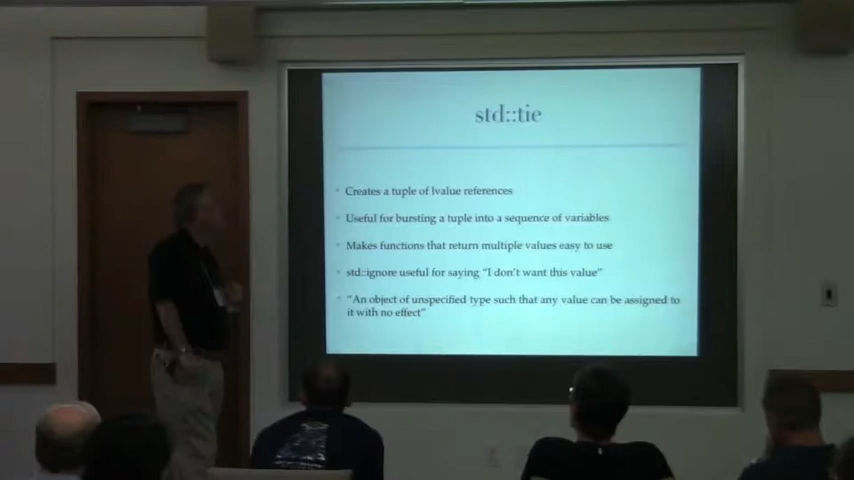 std::tie
Creates a tuple of lvalue references
Useful for bursting a tuple into a sequence of variables
Makes functions that return multiple values easy to use
std::ignore useful for saying “I don’t want this value”
“An object of unspecified type such that any value can be assigned to
it with no effect”